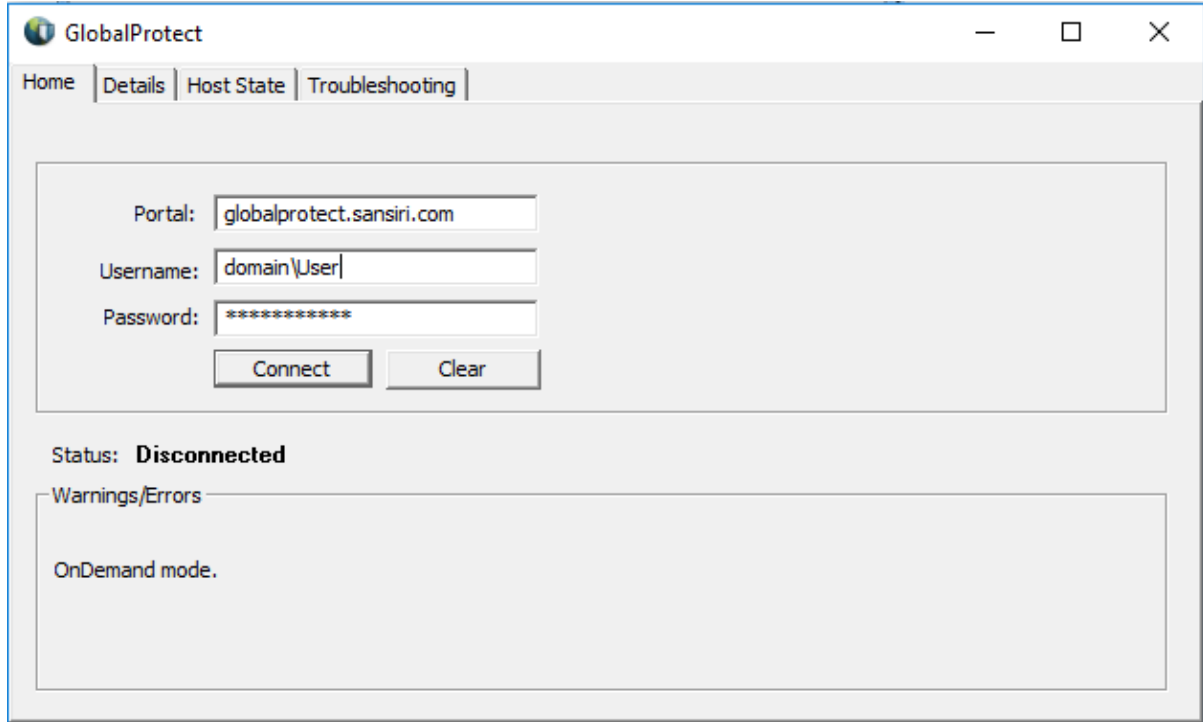 GlobalProtect
Home Details Host State Troubleshooting
Portal: globalprotect.sansiri.com
Username: domain\User
Password: ***********
Connect Clear
Status: Disconnected
Warnings/Errors
OnDemand mode.